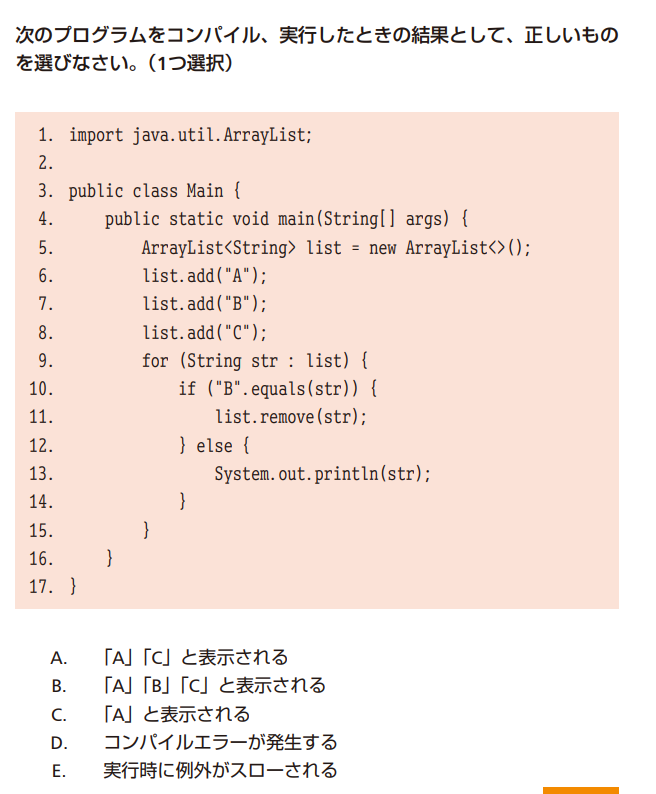 次のプログラムをコンパイル、実行したときの結果として、正しいもの
を選びなさい。（1つ選択）
1. import java.util.ArrayList;
2.
3. public class Main {
4.     public static void main(String[] args) {
5.         ArrayList<String> list = new ArrayList<>();
6.         list.add("A");
7.         list.add("B");
8.         list.add("C");
9.         for (String str : list) {
10.             if ("B".equals(str)) {
11.                 list.remove(str);
12.             } else {
13.                 System.out.println(str);
14.             }
15.         }
16.     }
17. }
A. 「A」「C」と表示される
B. 「A」「B」「C」と表示される
C. 「A」と表示される
D. コンパイルエラーが発生する
E. 実行時に例外がスローされる